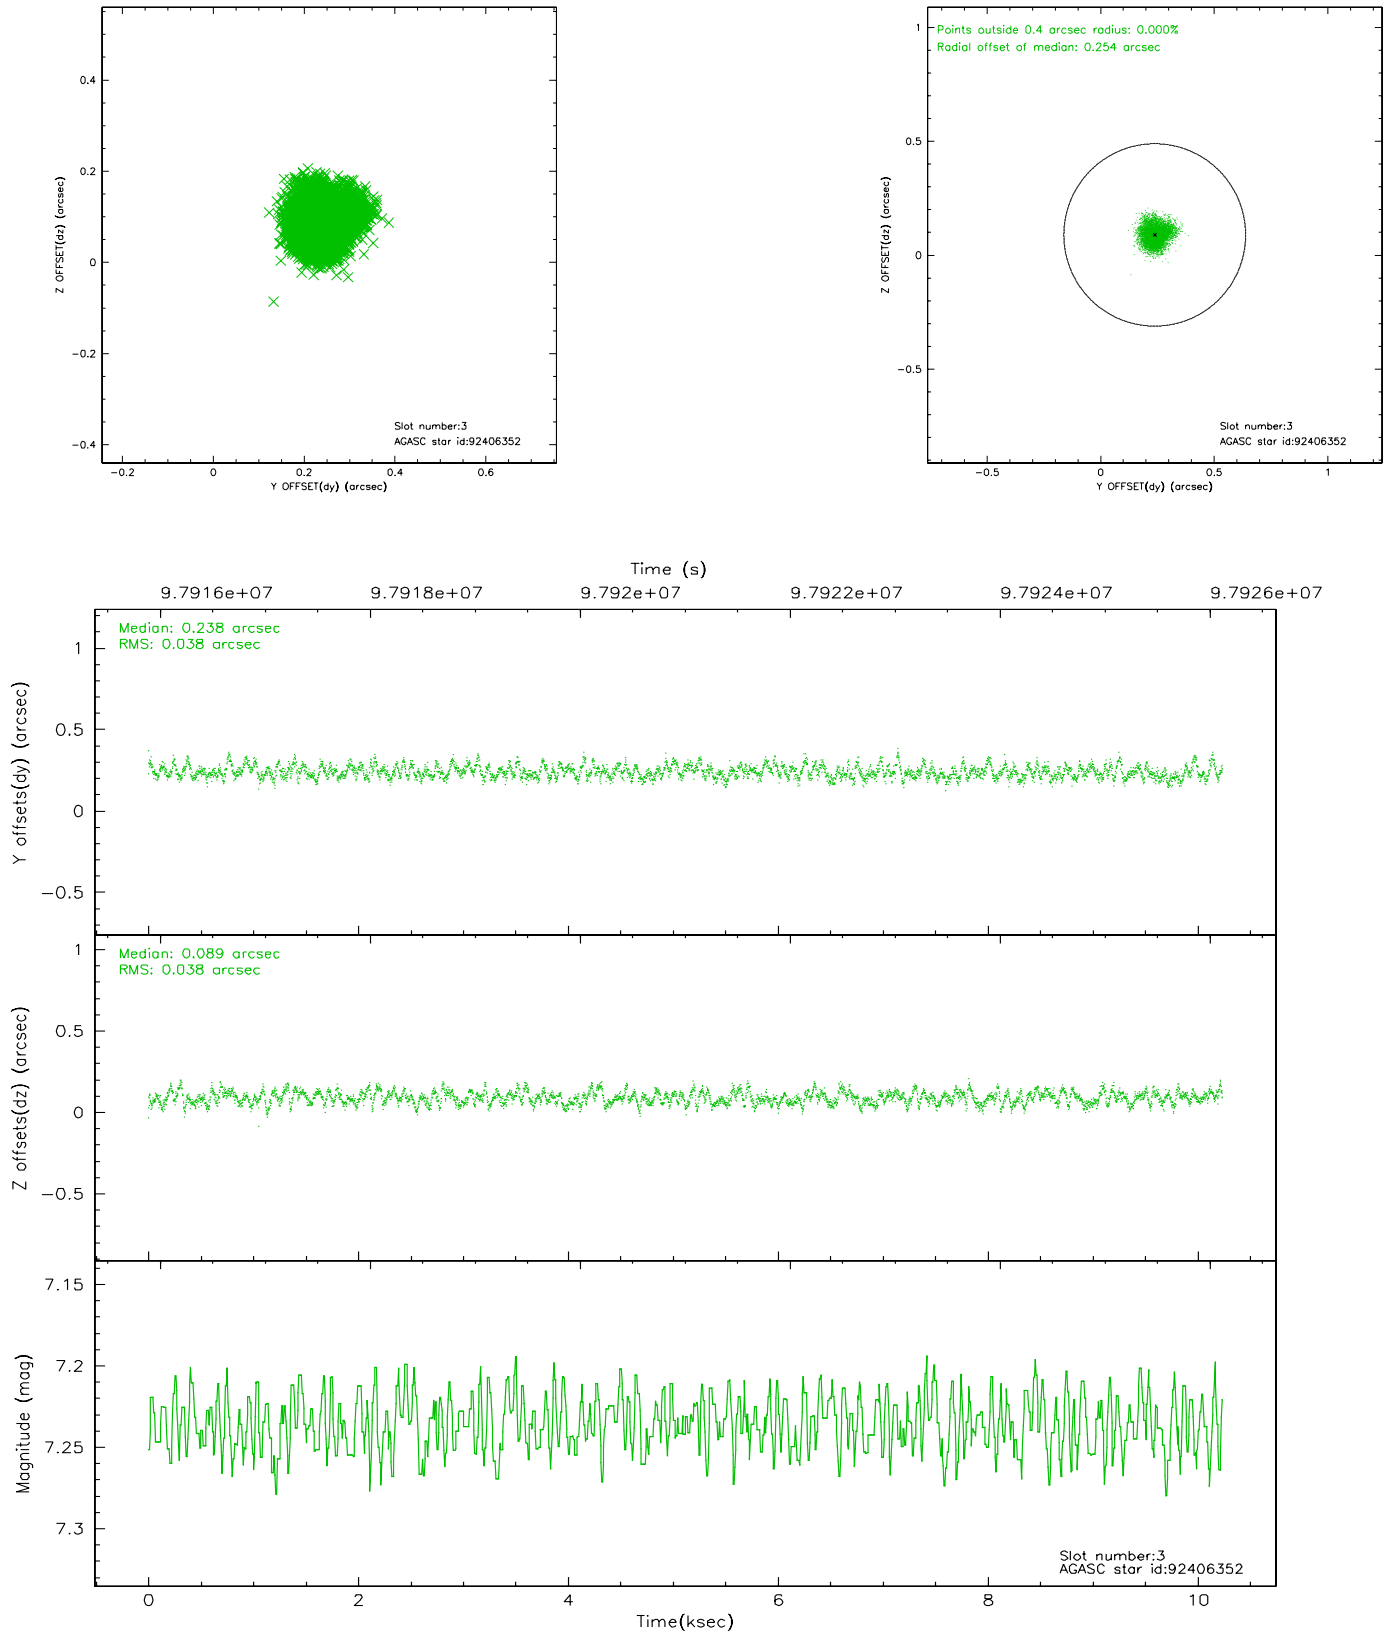 0.4
0.2
0
−0.2
−0.4
Z OFFSET(dz) (arcsec)
Slot number:3
AGASC star id:92406352
−0.2 0 0.2 0.4 0.6
Y OFFSET(dy) (arcsec)
Points outside 0.4 arcsec radius: 0.000%
Radial offset of median: 0.254 arcsec
1
0.5
0
−0.5
Z OFFSET(dz) (arcsec)
Slot number:3
AGASC star id:92406352
−0.5 0 0.5 1
Y OFFSET(dy) (arcsec)
Time (s)
9.7916e+07 9.7918e+07 9.792e+07 9.7922e+07 9.7924e+07 9.7926e+07
Median: 0.238 arcsec
RMS: 0.038 arcsec
1
0.5
0
−0.5
Y offsets(dy) (arcsec)
Median: 0.089 arcsec
RMS: 0.038 arcsec
1
0.5
0
−0.5
Z offsets(dz) (arcsec)
7.15
7.2
7.25
7.3
Magnitude (mag)
Slot number:3
AGASC star id:92406352
0 2 4 6 8 10
Time(ksec)